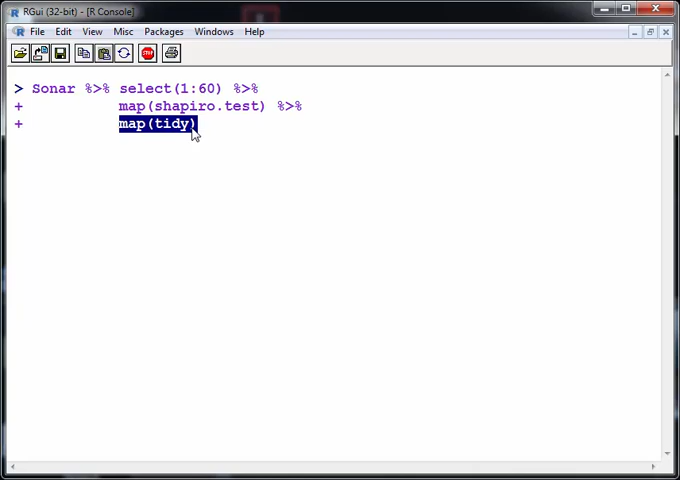 RGui (32-bit) - [R Console]
File Edit View Misc Packages Windows Help
> Sonar %>% select(1:60) %>%
+ map(shapiro.test) %>%
+ map(tidy)